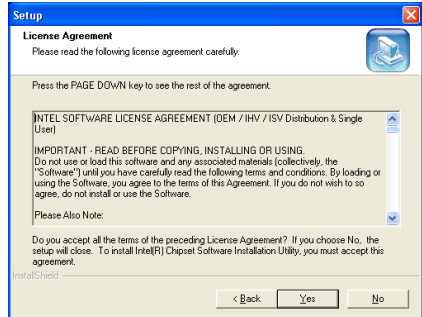 Setup
License Agreement
Please read the following license agreement carefully.
Press the PAGE DOWN key to see the rest of the agreement.
INTEL SOFTWARE LICENSE AGREEMENT (OEM / IHV / ISV Distribution & Single
User)
IMPORTANT - READ BEFORE COPYING, INSTALLING OR USING.
Do not use or load this software and any associated materials (collectively, the
"Software") until you have carefully read the following terms and conditions. By loading or
using the Software, you agree to the terms of this Agreement. If you do not wish to so
agree, do not install or use the Software.
Please Also Note:
Do you accept all the terms of the preceding License Agreement? If you choose No, the
setup will close. To install Intel(R) Chipset Software Installation Utility, you must accept this
agreement.
InstallShield
< Back Yes No